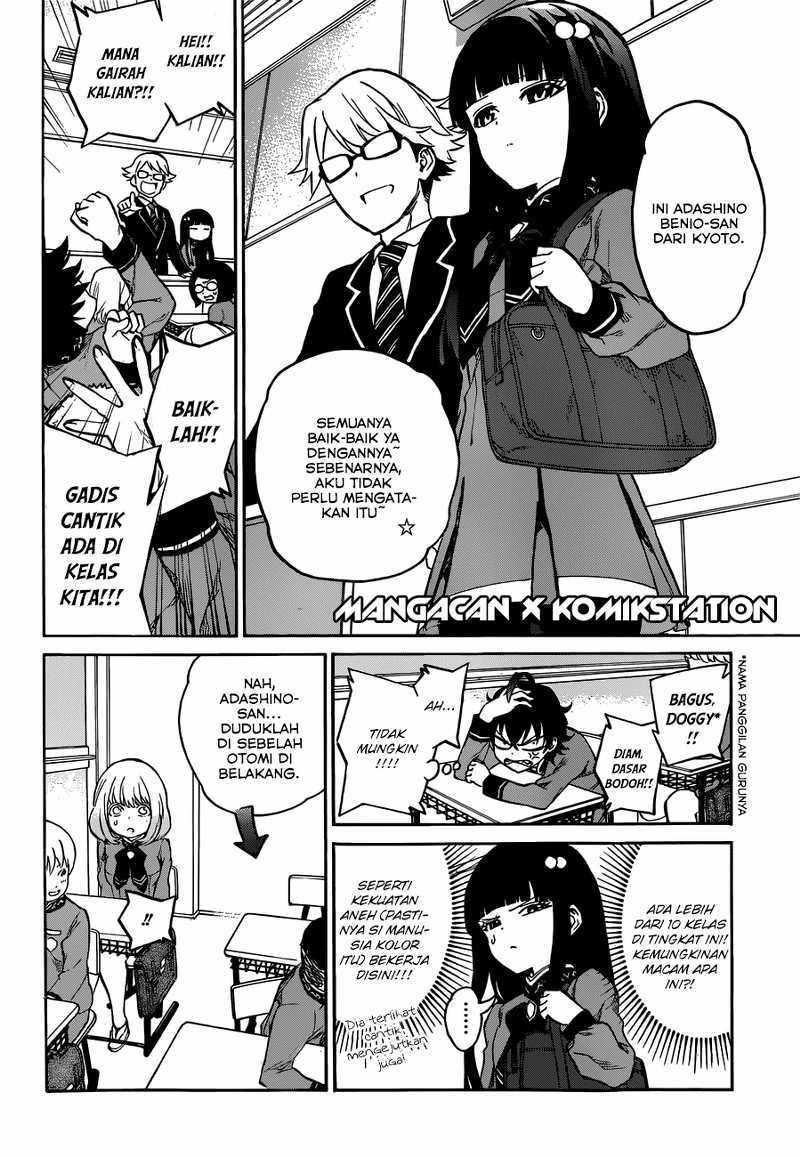 INI ADASHINO
BENIO-SAN
DARI KYOTO.
SEMUANYA
BAIK-BAIK YA
DENGANNYA~
SEBENARNYA,
AKU TIDAK
PERLU MENGATA-
KAN ITU~
☆
HEI!!
KALIAN!!
MANA
GAIRAH
KALIAN?!!
BAIK-
LAH!!
GADIS
CANTIK
ADA DI
KELAS
KITA!!!
MANGACAN X KOMIKSTATION
BAGUS,
DOGGY*
!!
*NAMA PANGGILAN GURUNYA
DIAM,
DASAR
BODOH!!
AH...
TIDAK
MUNGKIN
!!!!
ADA LEBIH
DARI 10 KELAS
DI TINGKAT INI!
KEMUNGKINAN
MACAM APA
INI?!
SEPERTI
KEKUATAN
ANEH (PASTI-
NYA SI MANU-
SIA KOLOR
ITU) BEKERJA
DISINI!!!
......
Dia terlihat
cantik,
mengejutkan
juga!
NAH,
ADASHINO-
SAN...
DUDUKLAH
DI SEBELAH
OTOMI DI
BELAKANG.
!!